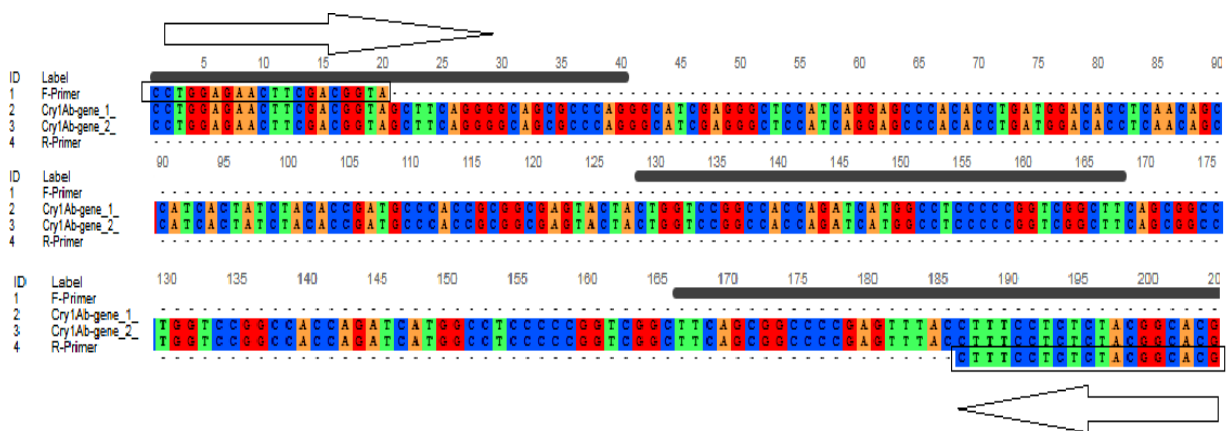 5 10 15 20 25 30 35 40 45 50 55 60 65 70 75 80 85 90
ID Label
1 F-Primer CCTGGAGAACTTCGACGGTA
2 Cry1Ab-gene_1_ CCTGGAGAACTTCGACGGTAGCTTCAGGGGCAGCGCCCAGGGCATCGAGGGCTCCATCAGGAGCCCACACCTGATGGACACCTCAACAGC
3 Cry1Ab-gene_2_ CCTGGAGAACTTCGACGGTAGCTTCAGGGGCAGCGCCCAGGGCATCGAGGGCTCCATCAGGAGCCCACACCTGATGGACACCTCAACAGC
4 R-Primer
90 95 100 105 110 115 120 125 130 135 140 145 150 155 160 165 170 175
ID Label
1 F-Primer
2 Cry1Ab-gene_1_ CATCACTATCTACACCGATGCCCACCGCGGCGAGTACTACTGGTCCGGCCACCAGATCATGGCCTCCCCCGGTCGGCTTCAGCGGCC
3 Cry1Ab-gene_2_ CATCACTATCTACACCGATGCCCACCGCGGCGAGTACTACTGGTCCGGCCACCAGATCATGGCCTCCCCCGGTCGGCTTCAGCGGCC
4 R-Primer
130 135 140 145 150 155 160 165 170 175 180 185 190 195 200 20
ID Label
1 F-Primer
2 Cry1Ab-gene_1_ TGGTCCGGCCACCAGATCATGGCCTCCCCCGGTCGGCTTCAGCGGCCCCGAGTTTACCTTTCCTCTCTACGGCACG
3 Cry1Ab-gene_2_ TGGTCCGGCCACCAGATCATGGCCTCCCCCGGTCGGCTTCAGCGGCCCCGAGTTTACCTTTCCTCTCTACGGCACG
4 R-Primer CTTTCCTCTCTACGGCACG